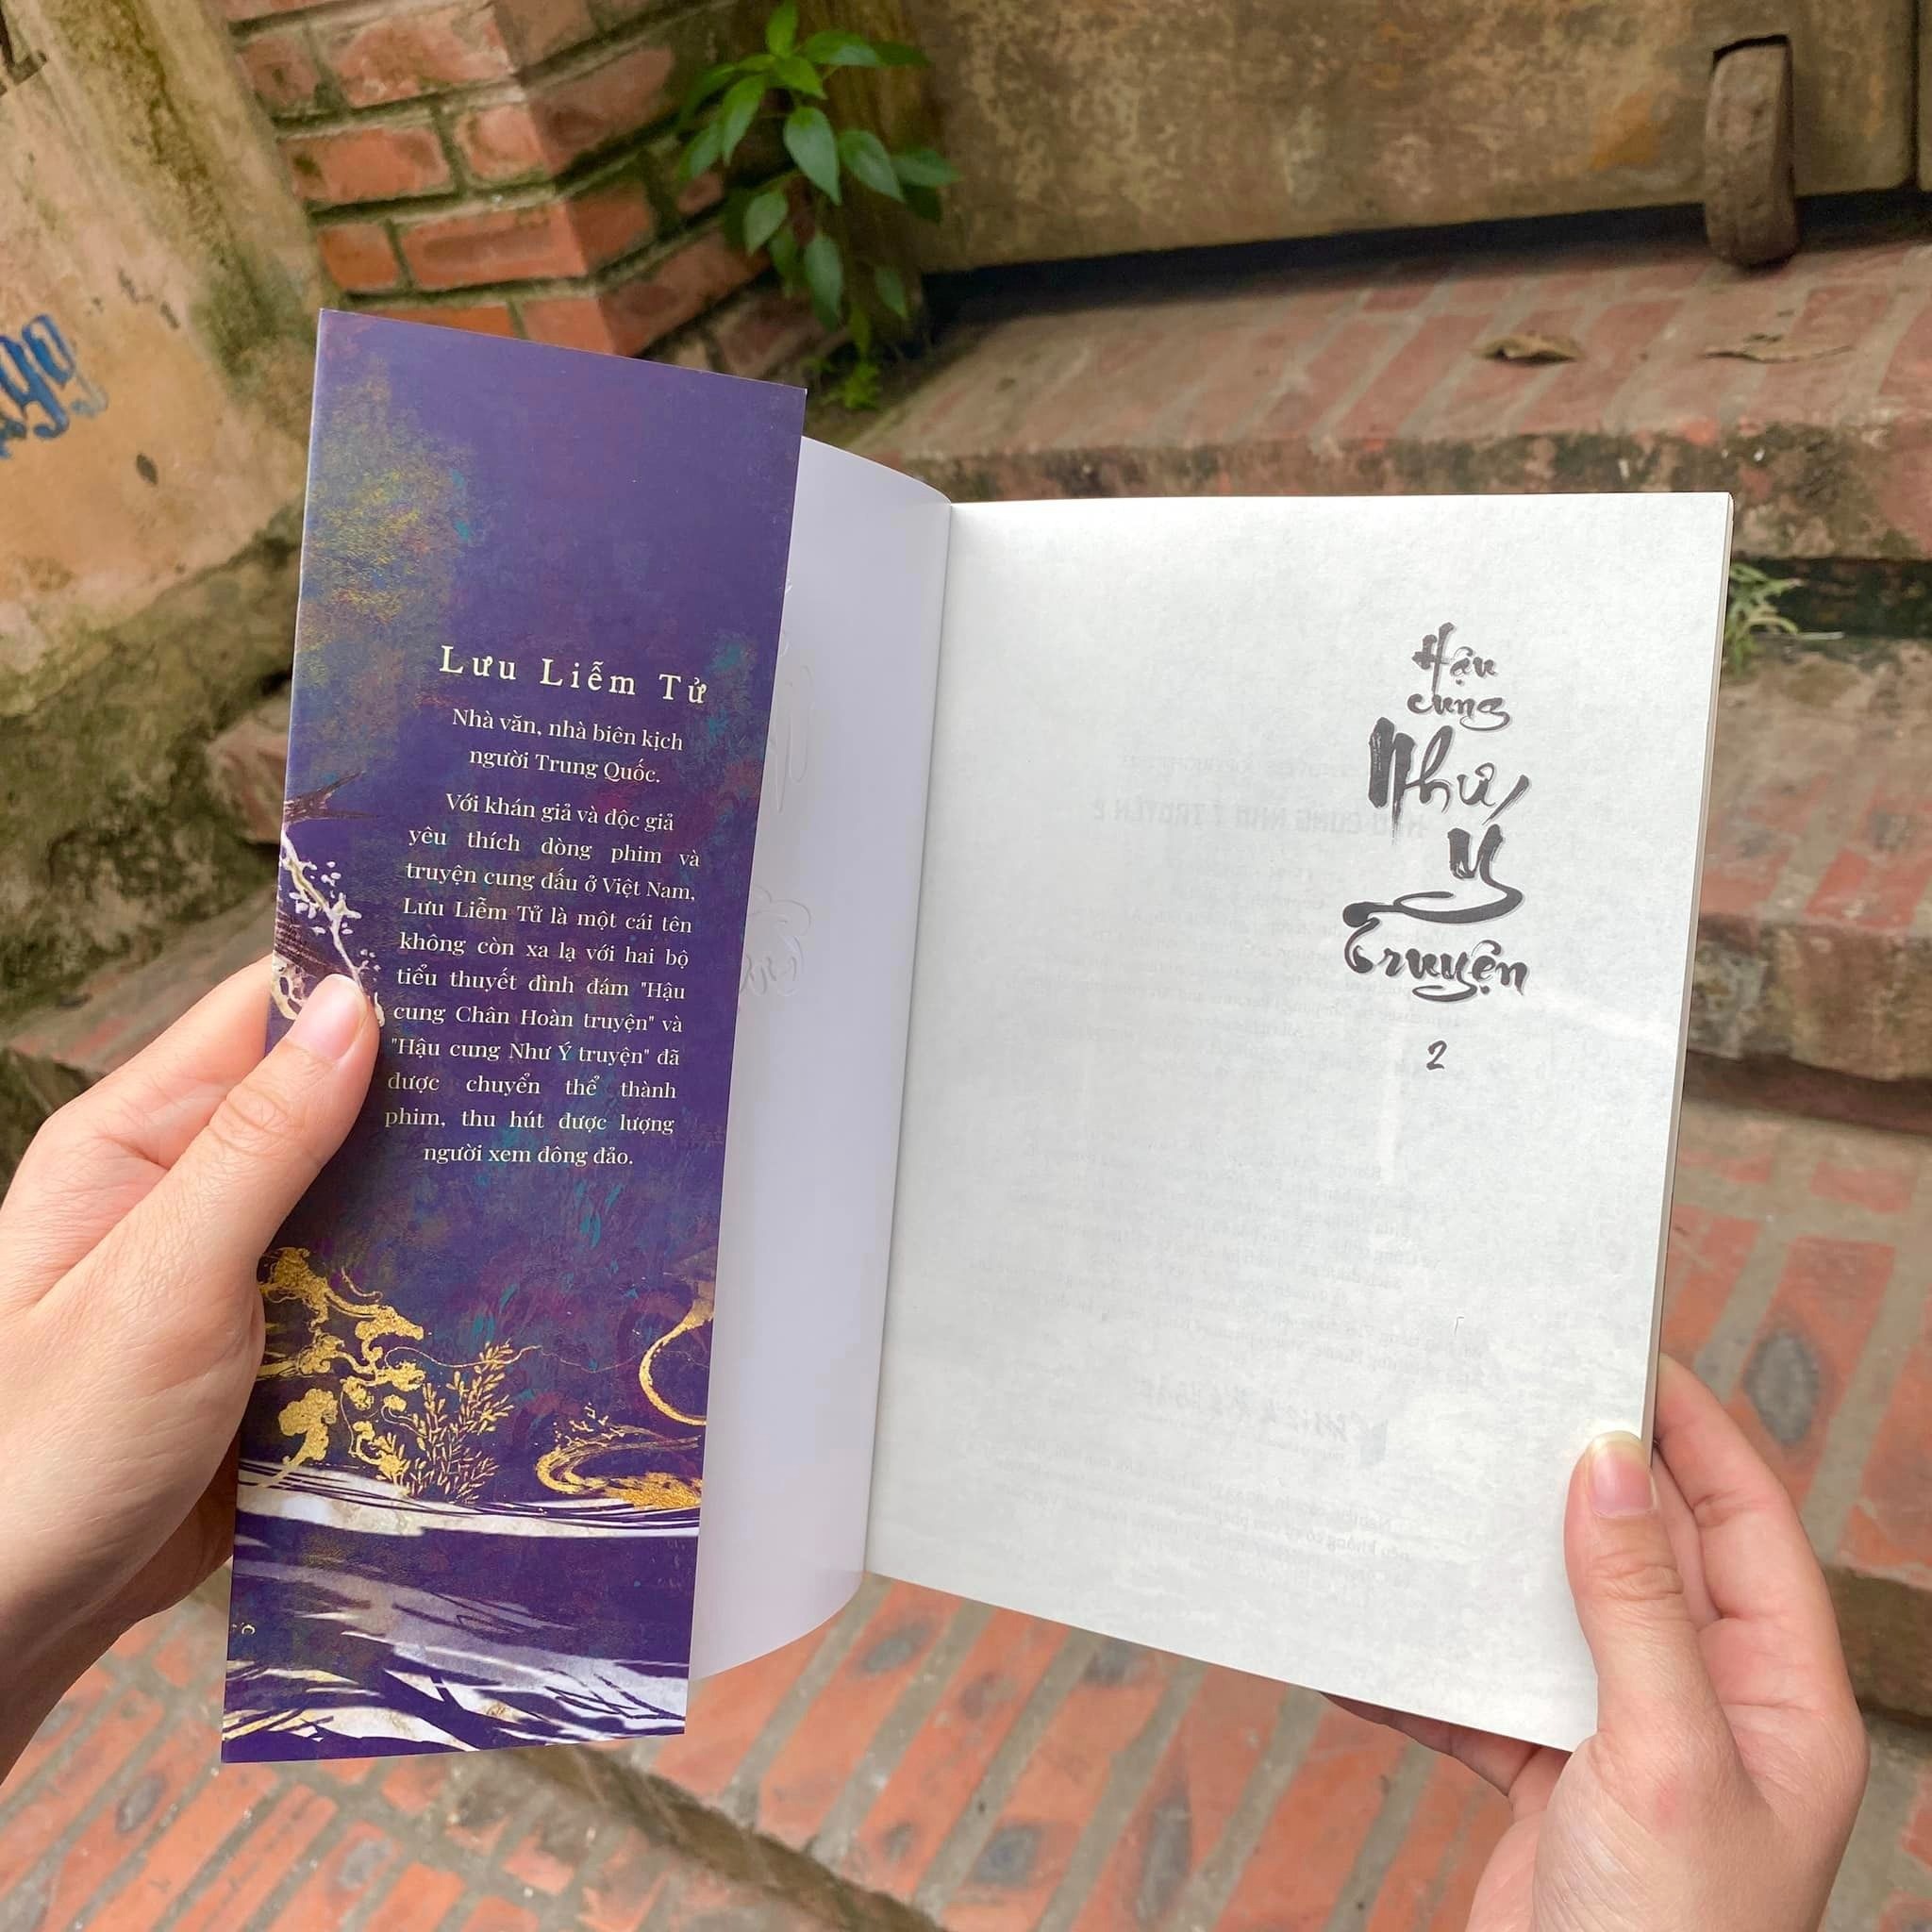 Lưu Liễm Tử
Nhà văn, nhà biên kịch
người Trung Quốc.
Với khán giả và độc giả
yêu thích dòng phim và
truyện cung đấu ở Việt Nam,
Lưu Liễm Tử là một cái tên
không còn xa lạ với hai bộ
tiểu thuyết đình đám "Hậu
cung Chân Hoàn truyện" và
"Hậu cung Như Ý truyện" đã
được chuyển thể thành
phim, thu hút được lượng
người xem đông đảo.
Hậu
cung
Như
Ý
Truyện
2